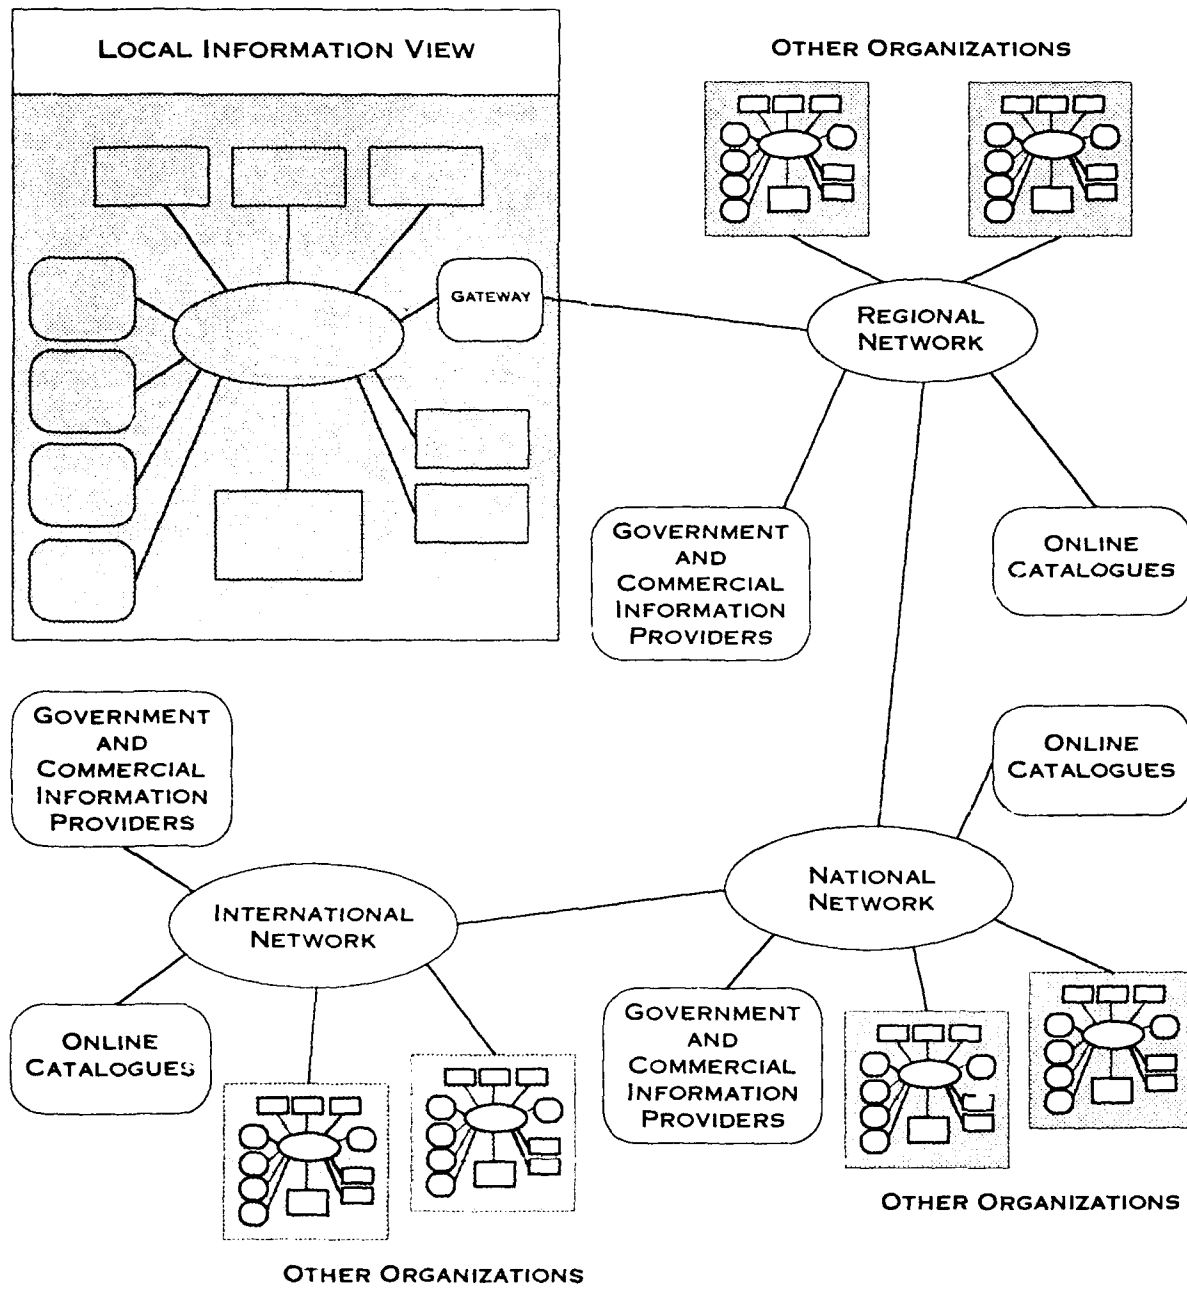 LOCAL INFORMATION VIEW
OTHER ORGANIZATIONS
GATEWAY
REGIONAL
NETWORK
GOVERNMENT
AND
COMMERCIAL
INFORMATION
PROVIDERS
ONLINE
CATALOGUES
GOVERNMENT
AND
COMMERCIAL
INFORMATION
PROVIDERS
ONLINE
CATALOGUES
INTERNATIONAL
NETWORK
NATIONAL
NETWORK
ONLINE
CATALOGUES
GOVERNMENT
AND
COMMERCIAL
INFORMATION
PROVIDERS
OTHER ORGANIZATIONS
OTHER ORGANIZATIONS